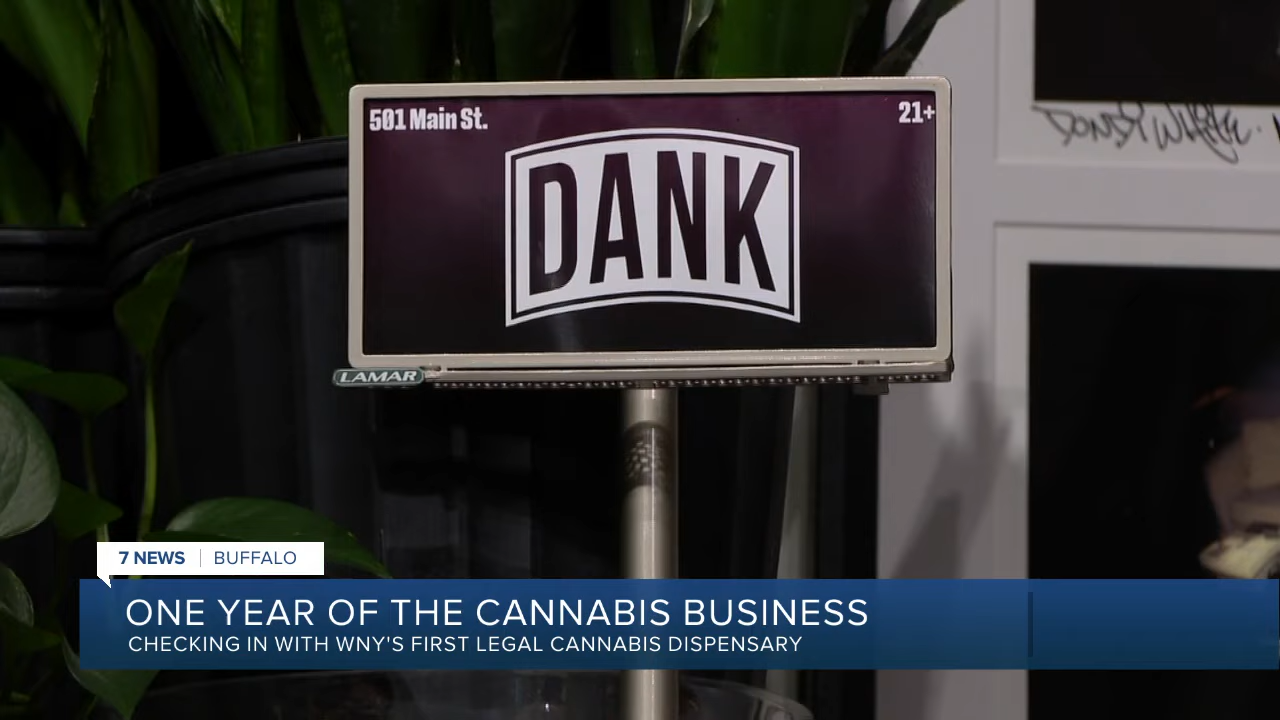 501 Main St.
21+
DANK
LAMAR
7 NEWS | BUFFALO
ONE YEAR OF THE CANNABIS BUSINESS
CHECKING IN WITH WNY'S FIRST LEGAL CANNABIS DISPENSARY